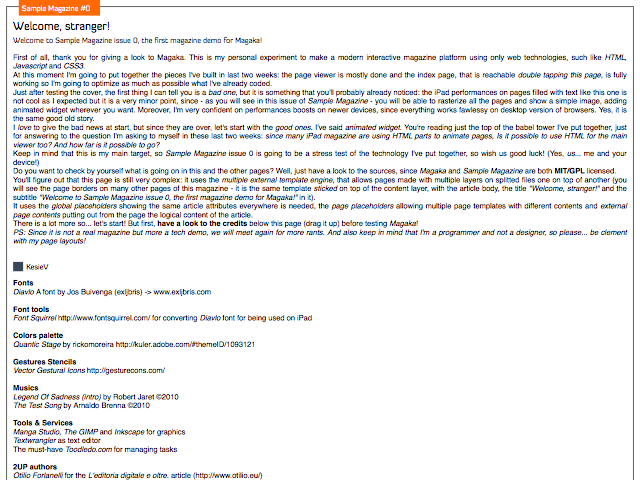 Sample Magazine #0
Welcome, stranger!
Welcome to Sample Magazine issue 0, the first magazine demo for Magaka!
First of all, thank you for giving a look to Magaka. This is my personal experiment to make a modern interactive magazine platform using only web technologies, such like HTML,
Javascript and CSS3.
At this moment I'm going to put together the pieces I've built in last two weeks: the page viewer is mostly done and the index page, that is reachable double tapping this page, is fully
working so I'm going to optimize as much as possible what I've already coded.
Just after testing the cover, the first thing I can tell you is a bad one, but it is something that you'll probably already noticed: the iPad performances on pages filled with text like this one is
not cool as I expected but it is a very minor point, since - as you will see in this issue of Sample Magazine - you will be able to rasterize all the pages and show a simple image, adding
animated widget wherever you want. Moreover, I'm very confident on performances boosts on newer devices, since everything works fawlessy on desktop version of browsers. Yes, it is
the same good old story.
I love to give the bad news at start, but since they are over, let's start with the good ones. I've said animated widget. You're reading just the top of the babel tower I've put together, just
for answering to the question I'm asking to myself in these last two weeks: since many iPad magazine are using HTML parts to animate pages, Is it possible to use HTML for the main
viewer too? And how far is it possible to go?
Keep in mind that this is my main target, so Sample Magazine issue 0 is going to be a stress test of the technology I've put together, so wish us good luck! (Yes, us... me and your
device!)
Do you want to check by yourself what is going on in this and the other pages? Well, just have a look to the sources, since Magaka and Sample Magazine are both MIT/GPL licensed.
You'll figure out that this page is still very complex: it uses the multiple external template engine, that allows pages made with multiple layers on splitted files one on top of another (you
will see the page borders on many other pages of this magazine - it is the same template sticked on top of the content layer, with the article body, the title "Welcome, stranger!" and the
subtitle "Welcome to Sample Magazine issue 0, the first magazine demo for Magaka!" in it).
It uses the global placeholders showing the same article attributes everywhere is needed, the page placeholders allowing multiple page templates with different contents and external
page contents putting out from the page the logical content of the article.
There is a lot more so... let's start! But first, have a look to the credits below this page (drag it up) before testing Magaka!
PS: Since it is not a real magazine but more a tech demo, we will meet again for more rants. And also keep in mind that I'm a programmer and not a designer, so please... be clement
with my page layouts!
KesieV
Fonts
Diavlo A font by Jos Buivenga (exljbris) -> www.exljbris.com
Font tools
Font Squirrel http://www.fontsquirrel.com/ for converting Diavlo font for being used on iPad
Colors palette
Quantic Stage by rickomoreira http://kuler.adobe.com/#themeID/1093121
Gestures Stencils
Vector Gestural Icons http://gesturecons.com/
Musics
Legend Of Sadness (intro) by Robert Jaret ©2010
The Test Song by Arnaldo Brenna ©2010
Tools & Services
Manga Studio, The GIMP and Inkscape for graphics
Textwrangler as text editor
The must-have Toodledo.com for managing tasks
2UP authors
Otilio Forlanelli for the L'editoria digitale e oltre. article (http://www.otilio.eu/)